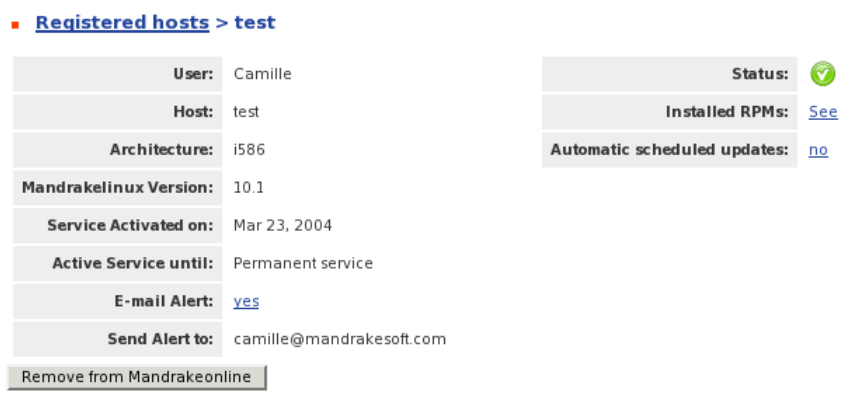 Registered hosts > test
User: Camille
Status:
Host: test
Installed RPMs: See
Architecture: i586
Automatic scheduled updates: no
Mandrakelinux Version: 10.1
Service Activated on: Mar 23, 2004
Active Service until: Permanent service
E-mail Alert: yes
Send Alert to: camille@mandrakesoft.com
Remove from Mandrakeonline